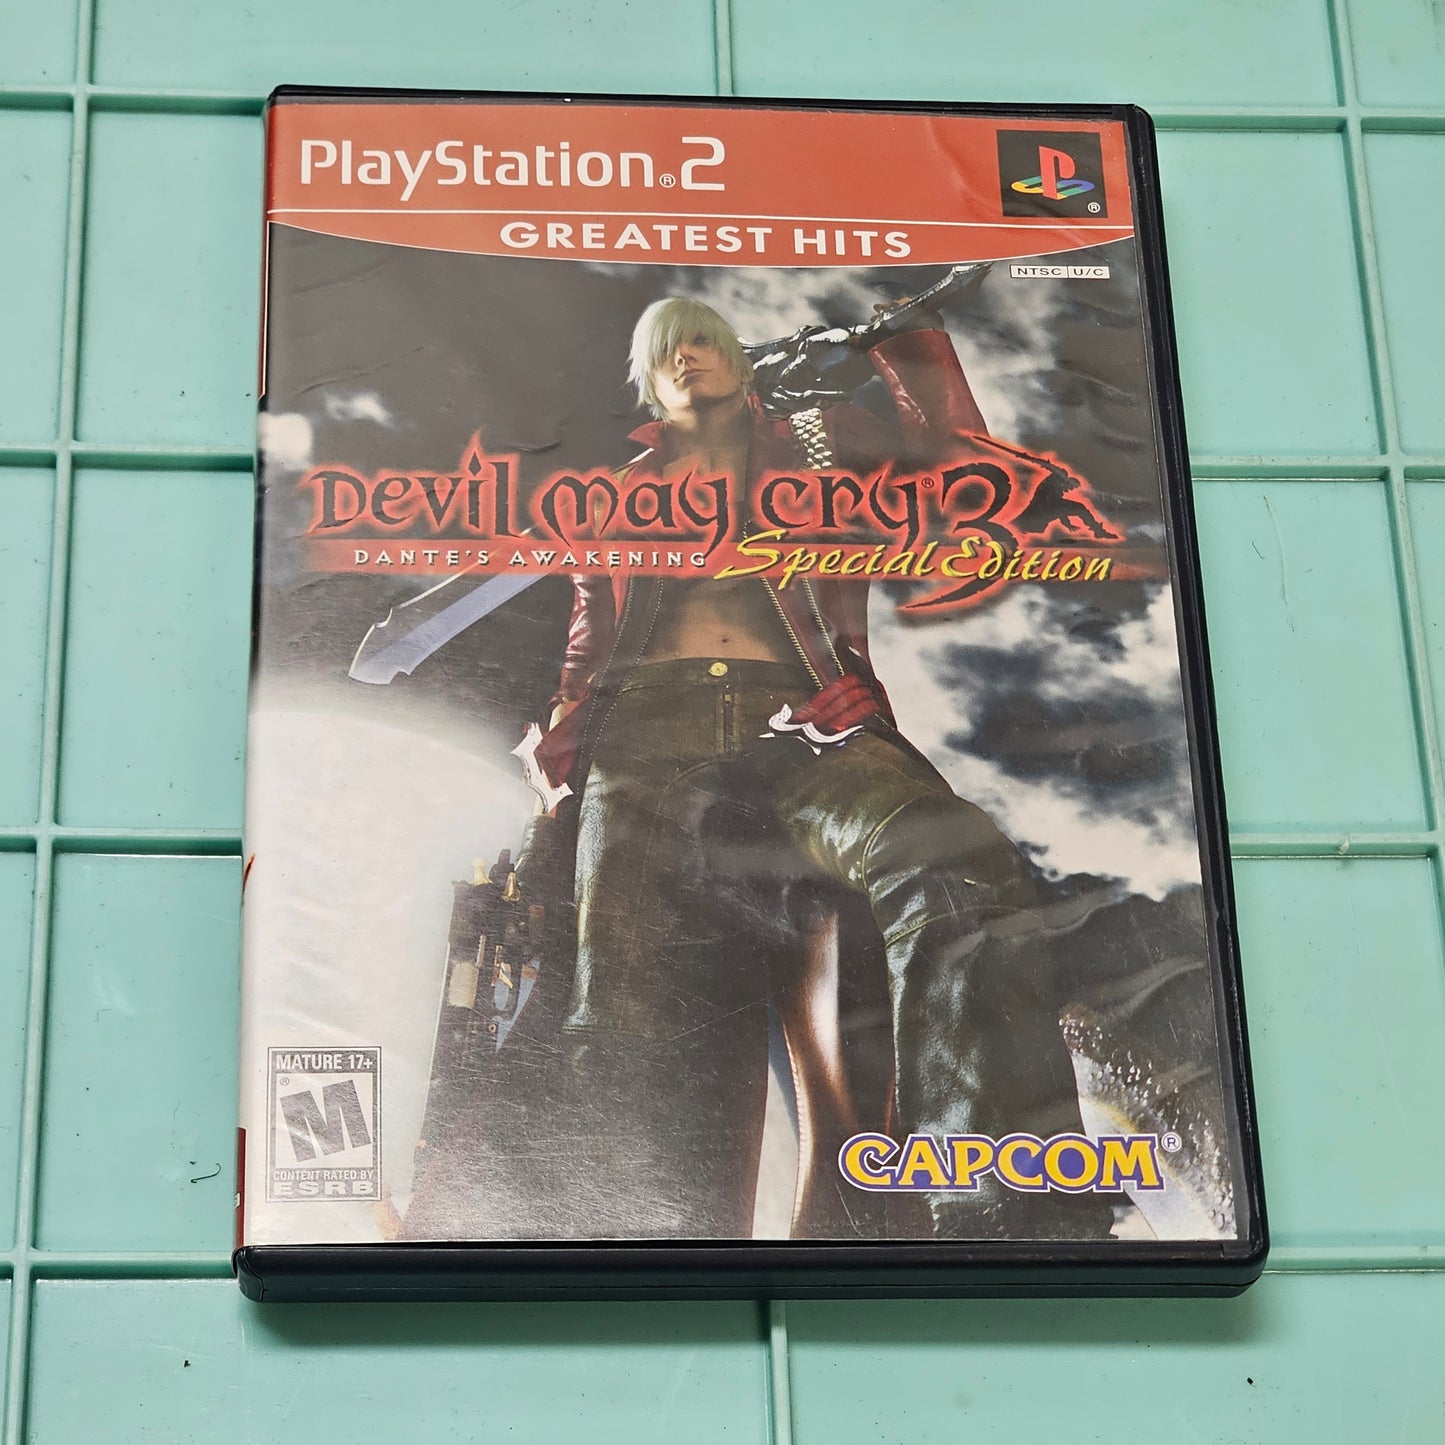 PlayStation®2
®
GREATEST HITS
NTSC U/C
Devil may cry®3
DANTE'S AWAKENING Special Edition
MATURE 17+
M®
CONTENT RATED BY
ESRB
CAPCOM®